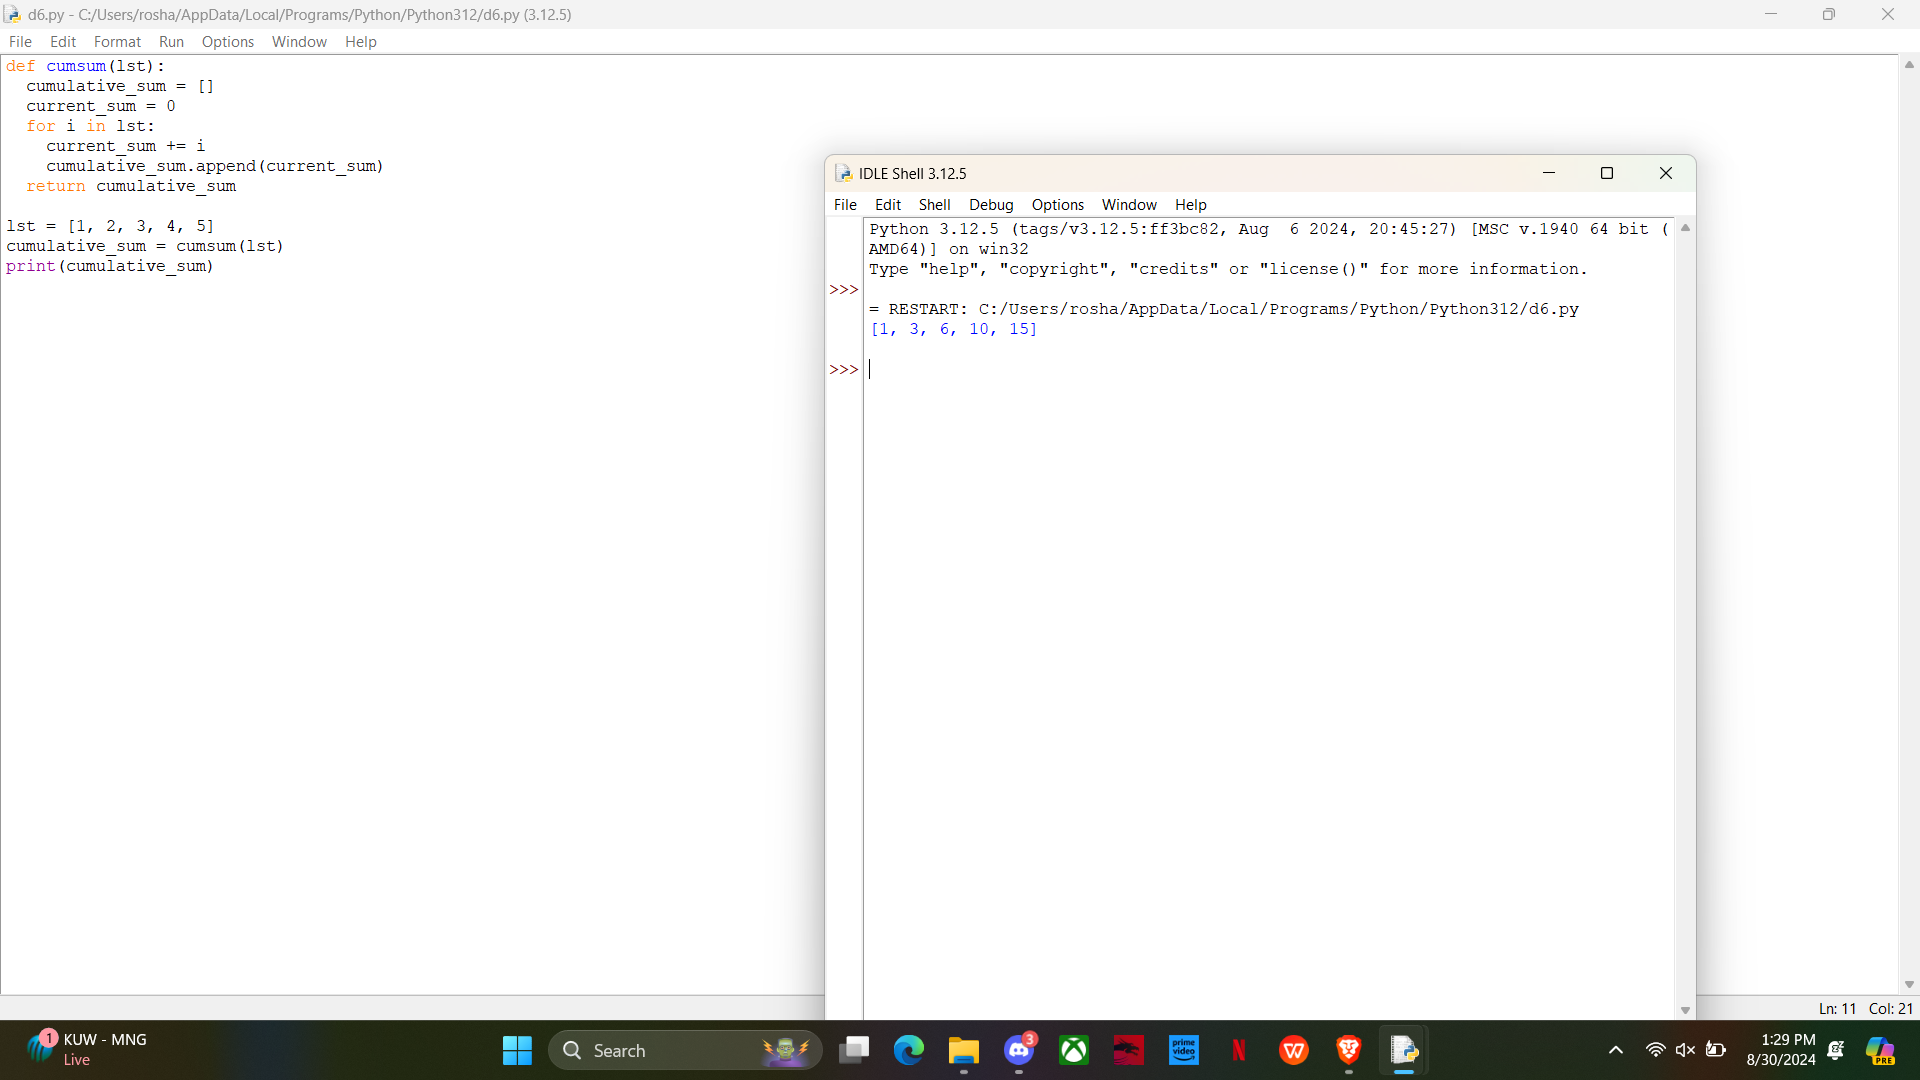 d6.py - C:/Users/rosha/AppData/Local/Programs/Python/Python312/d6.py (3.12.5)
File Edit Format Run Options Window Help
def cumsum(lst):
  cumulative_sum = []
  current_sum = 0
  for i in lst:
    current_sum += i
    cumulative_sum.append(current_sum)
  return cumulative_sum
lst = [1, 2, 3, 4, 5]
cumulative_sum = cumsum(lst)
print(cumulative_sum)
IDLE Shell 3.12.5
File Edit Shell Debug Options Window Help
Python 3.12.5 (tags/v3.12.5:ff3bc82, Aug  6 2024, 20:45:27) [MSC v.1940 64 bit (
AMD64)] on win32
Type "help", "copyright", "credits" or "license()" for more information.
>>>
= RESTART: C:/Users/rosha/AppData/Local/Programs/Python/Python312/d6.py
[1, 3, 6, 10, 15]
>>>
Ln: 11 Col: 21
1
KUW - MNG
Live
Search
3
prime video
N
W
1:29 PM
8/30/2024
PRE